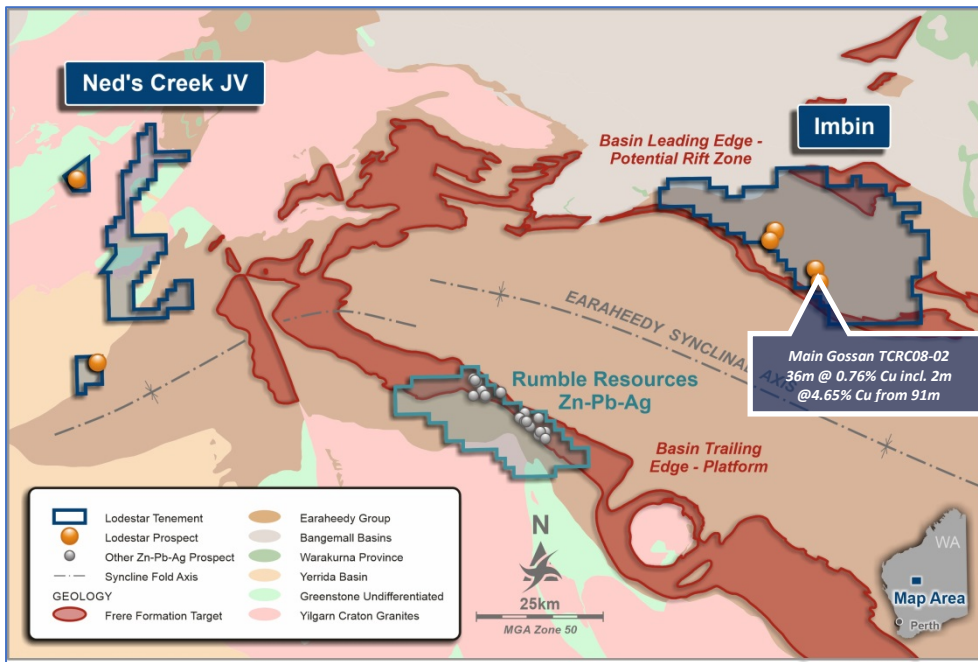 Ned's Creek JV
Imbin
Basin Leading Edge -
Potential Rift Zone
EARAHEEDY SYNCLINAL AXIS
Main Gossan TCRC08-02
36m @ 0.76% Cu incl. 2m
@4.65% Cu from 91m
Rumble Resources
Zn-Pb-Ag
Basin Trailing
Edge - Platform
Lodestar Tenement
Lodestar Prospect
Other Zn-Pb-Ag Prospect
Syncline Fold Axis
GEOLOGY
Frere Formation Target
Earaheedy Group
Bangemall Basins
Warakurna Province
Yerrida Basin
Greenstone Undifferentiated
Yilgarn Craton Granites
N
25km
MGA Zone 50
WA
Map Area
Perth